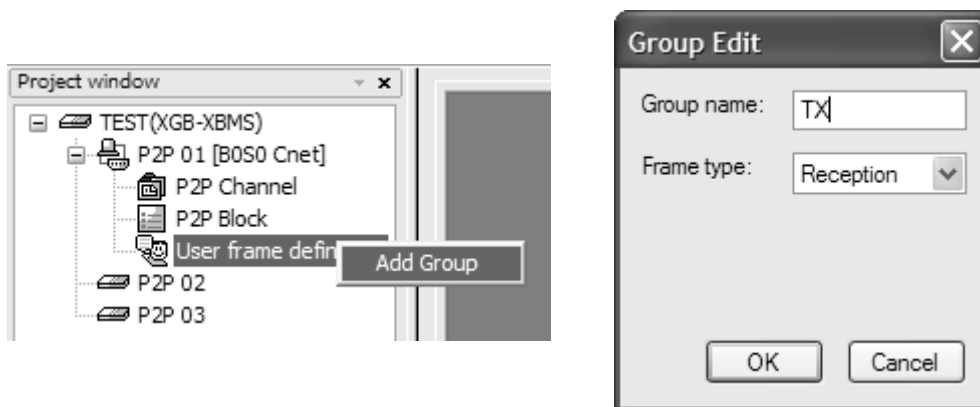 Project window
TEST(XGB-XBMS)
P2P 01 [B0S0 Cnet]
P2P Channel
P2P Block
User frame defin
Add Group
P2P 02
P2P 03
Group Edit
Group name:
TX
Frame type:
Reception
OK
Cancel